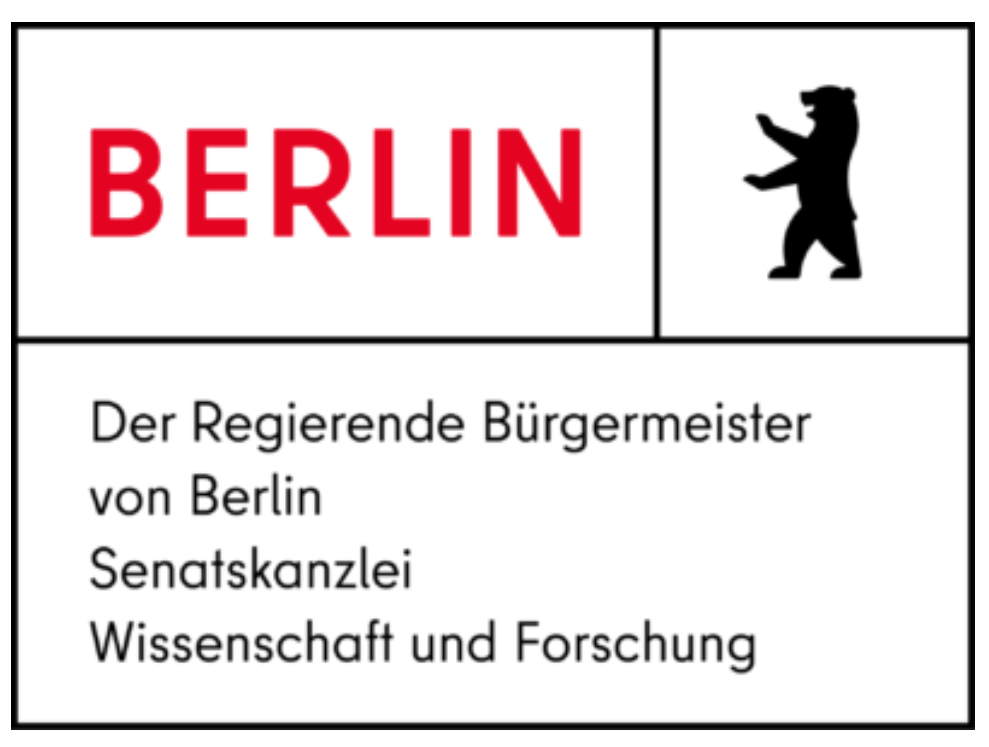 BERLIN
Der Regierende Bürgermeister
von Berlin
Senatskanzlei
Wissenschaft und Forschung